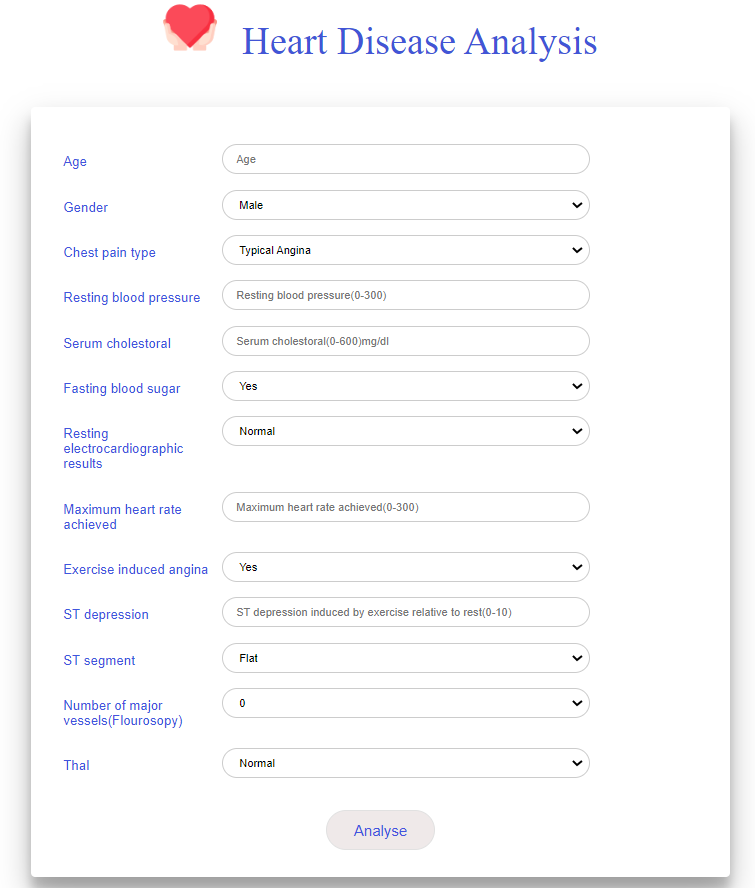 Heart Disease Analysis
Age
Age
Gender
Male
Chest pain type
Typical Angina
Resting blood pressure
Resting blood pressure(0-300)
Serum cholestoral
Serum cholestoral(0-600)mg/dl
Fasting blood sugar
Yes
Resting
electrocardiographic
results
Normal
Maximum heart rate
achieved
Maximum heart rate achieved(0-300)
Exercise induced angina
Yes
ST depression
ST depression induced by exercise relative to rest(0-10)
ST segment
Flat
Number of major
vessels(Flourosopy)
0
Thal
Normal
Analyse